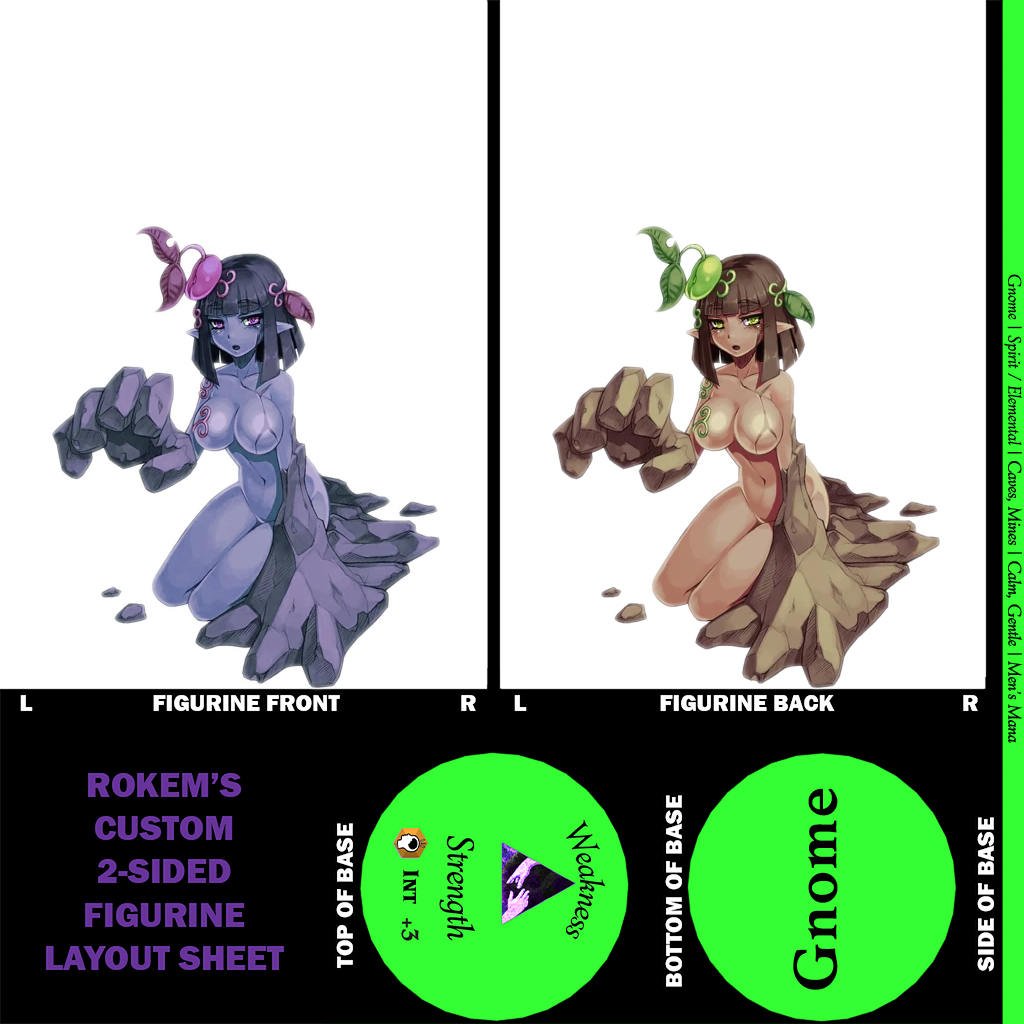 L
FIGURINE FRONT
R
L
FIGURINE BACK
R
ROKEM'S
CUSTOM
2-SIDED
FIGURINE
LAYOUT SHEET
TOP OF BASE
INT +3
Strength
Weakness
BOTTOM OF BASE
Gnome
SIDE OF BASE
Gnome | Spirit / Elemental | Caves, Mines | Calm, Gentle | Men's Mana